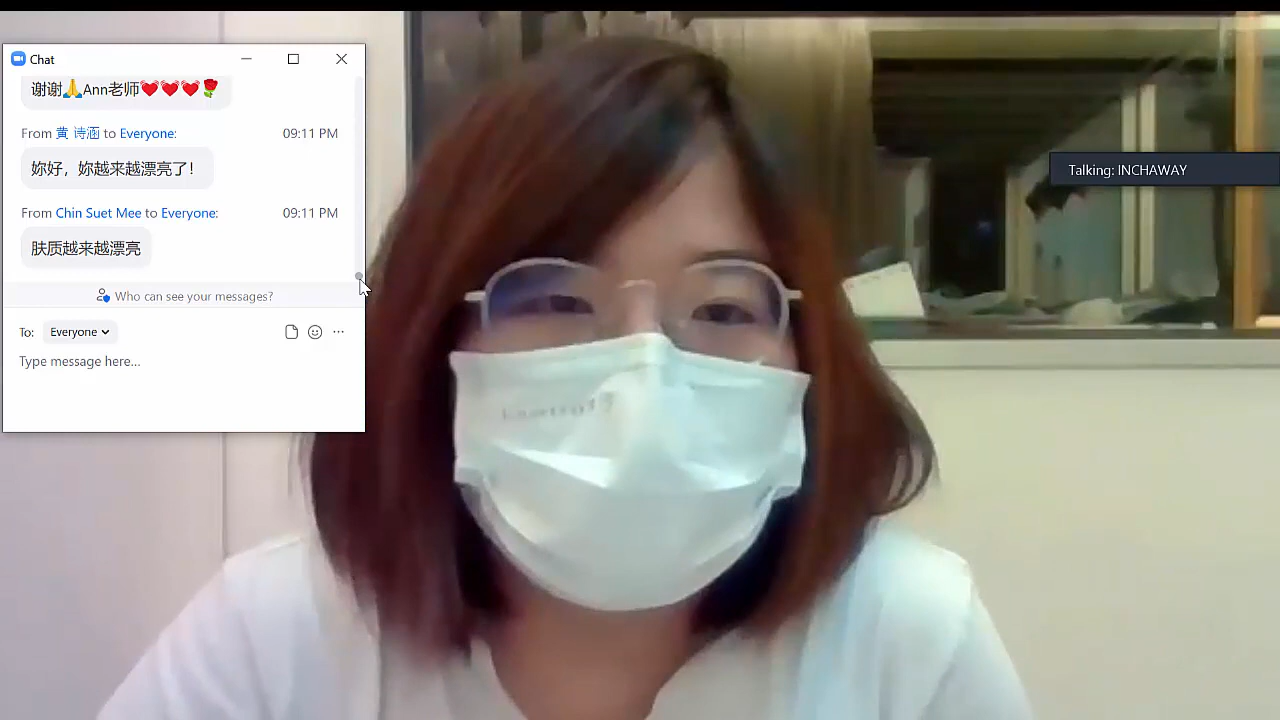 Chat
谢谢🙏Ann老师❤️❤️❤️🌹
From 黄 诗涵 to Everyone:
09:11 PM
妳好，妳越来越漂亮了！
From Chin Suet Mee to Everyone:
09:11 PM
肤质越来越漂亮
Who can see your messages?
To: Everyone
Type message here...
Talking: INCHAWAY